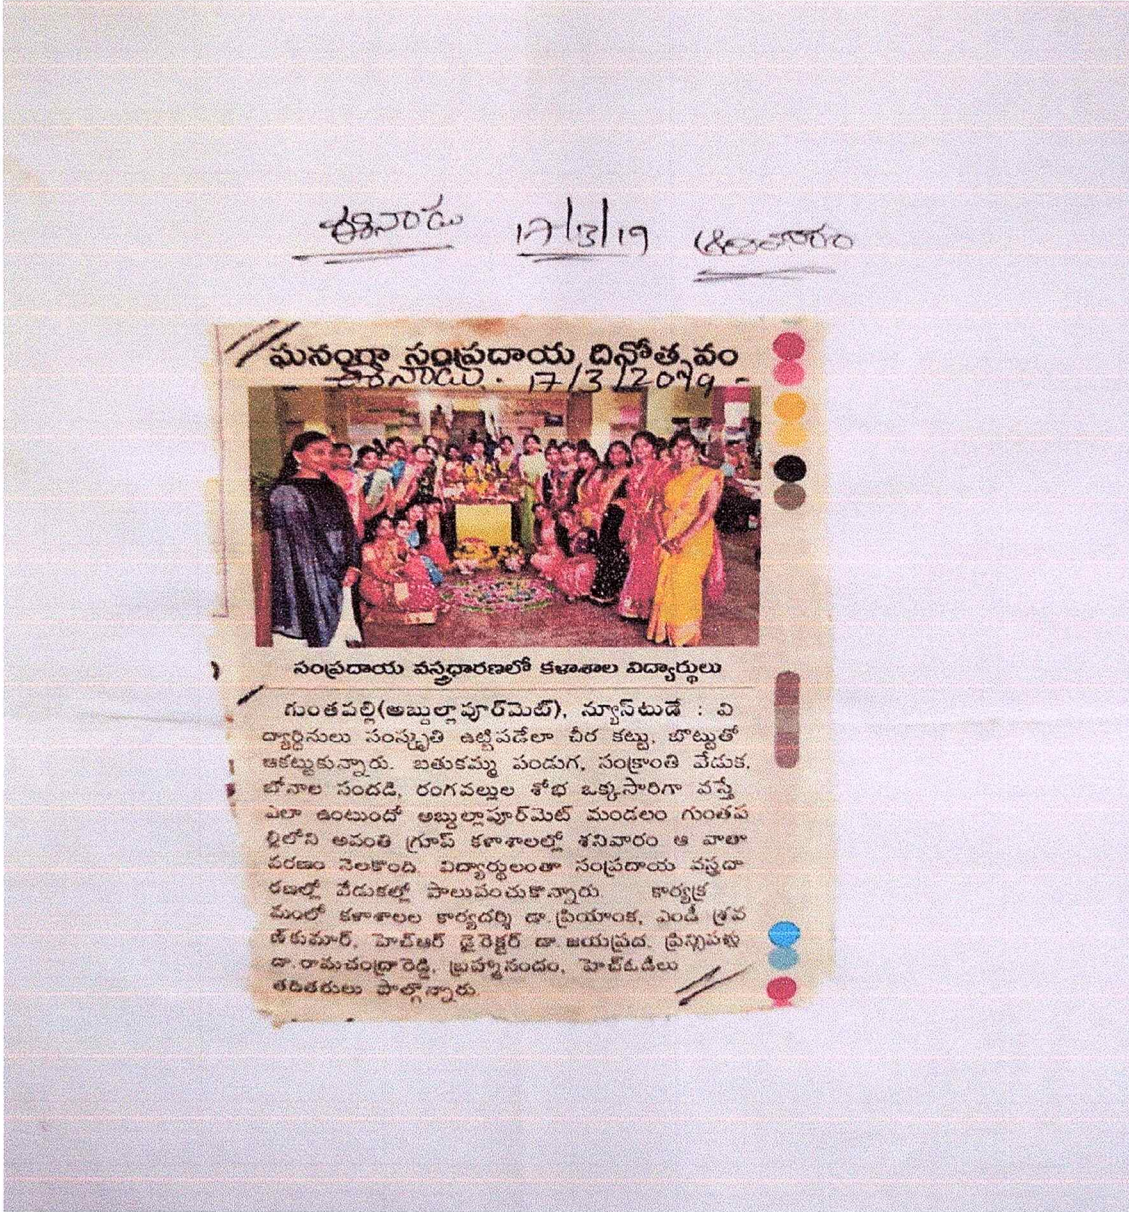 ఈనాడు 17/3/19 ఆదివారం
ఘనంగా సంప్రదాయ దినోత్సవం
ఈనాడు. 17/3/2019 -
సంప్రదాయ వస్త్రధారణలో కళాశాల విద్యార్థులు
గుంతపల్లి(అబ్దుల్లాపూర్‌మెట్‌), న్యూస్‌టుడే : వి
ద్యార్థినులు సంస్కృతి ఉట్టిపడేలా చీర కట్టు, బొట్టుతో
ఆకట్టుకున్నారు. బతుకమ్మ పండుగ, సంక్రాంతి వేడుక,
బోనాల సందడి, రంగవల్లుల శోభ ఒక్కసారిగా వస్తే
ఎలా ఉంటుందో అబ్దుల్లాపూర్‌మెట్‌ మండలం గుంతప
ల్లిలోని అవంతి గ్రూప్‌ కళాశాలల్లో శనివారం ఆ వాతా
వరణం నెలకొంది. విద్యార్థులంతా సంప్రదాయ వస్త్రధా
రణల్లో వేడుకల్లో పాలుపంచుకొన్నారు. కార్యక్ర
మంలో కళాశాలల కార్యదర్శి డా.ప్రియాంక, ఎండీ శ్రవ
ణ్‌కుమార్‌, హెచ్‌ఆర్‌ డైరెక్టర్‌ డా.జయప్రద, ప్రిన్సిపళ్లు
డా.రామచంద్రారెడ్డి, బ్రహ్మానందం, హెచ్‌ఓడీలు
తదితరులు పాల్గొన్నారు.